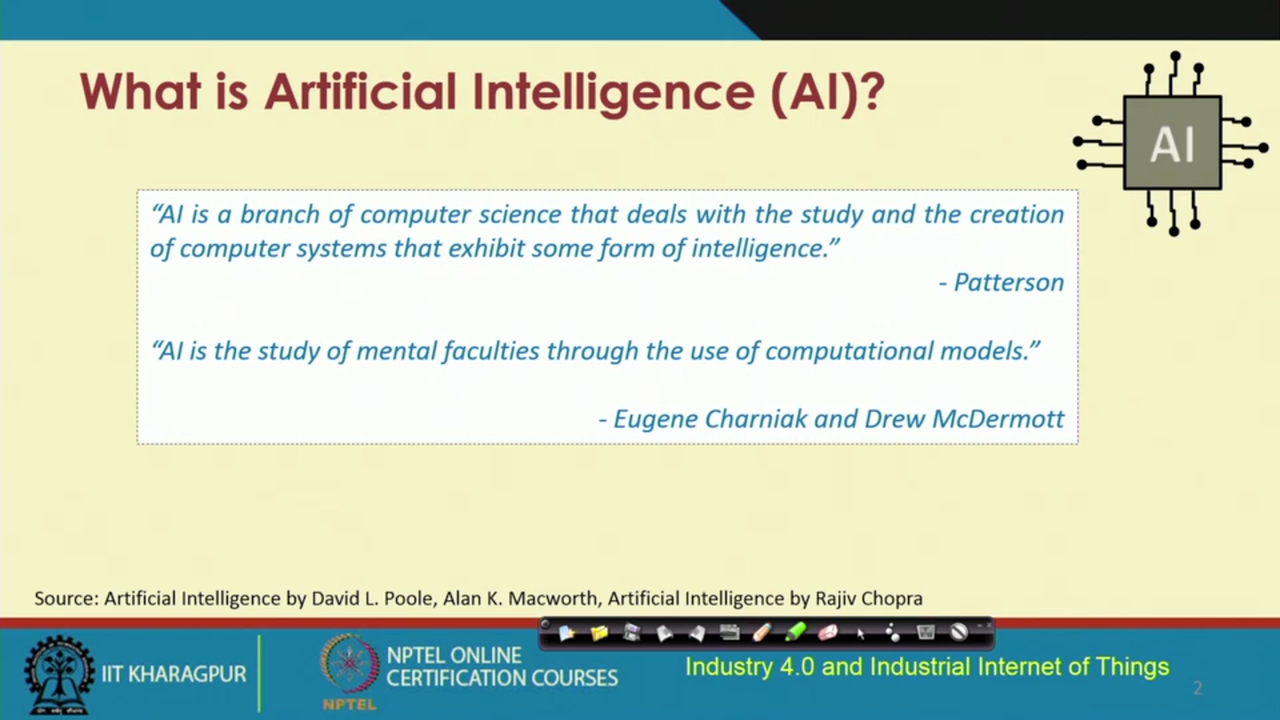 What is Artificial Intelligence (AI)?
AI
“AI is a branch of computer science that deals with the study and the creation
of computer systems that exhibit some form of intelligence.”
- Patterson
“AI is the study of mental faculties through the use of computational models.”
- Eugene Charniak and Drew McDermott
Source: Artificial Intelligence by David L. Poole, Alan K. Macworth, Artificial Intelligence by Rajiv Chopra
IIT KHARAGPUR
NPTEL
NPTEL ONLINE
CERTIFICATION COURSES
Industry 4.0 and Industrial Internet of Things
2